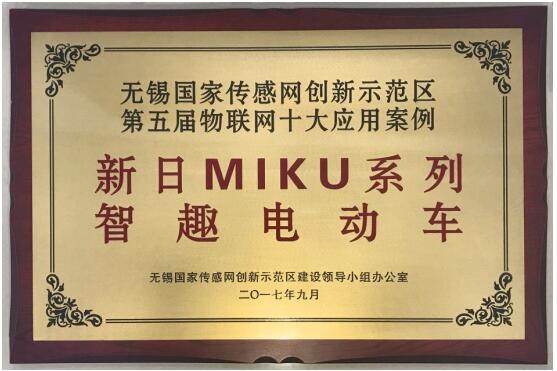 无锡国家传感网创新示范区
第五届物联网十大应用案例
新日MIKU系列
智趣电动车
无锡国家传感网创新示范区建设领导小组办公室
二〇一七年九月